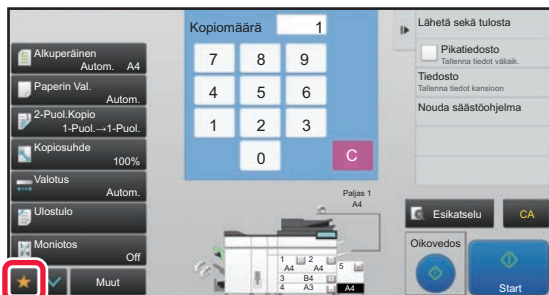 Kopiomäärä 1
Alkuperäinen
Autom. A4
Paperin Val.
Autom.
2-Puol.Kopio
1-Puol.→1-Puol.
Kopiosuhde
100%
Valotus
Autom.
Ulostulo
Moniotos
Off
Muut
7 8 9
4 5 6
1 2 3
0 C
Paljas 1
A4
1 2 5
A4 A4
3 B4
4 A3 A4
Lähetä sekä tulosta
Pikatiedosto
Tallenna tiedot väliaik.
Tiedosto
Tallenna tiedot kansioon
Nouda säästöohjelma
Esikatselu CA
Oikovedos
Start